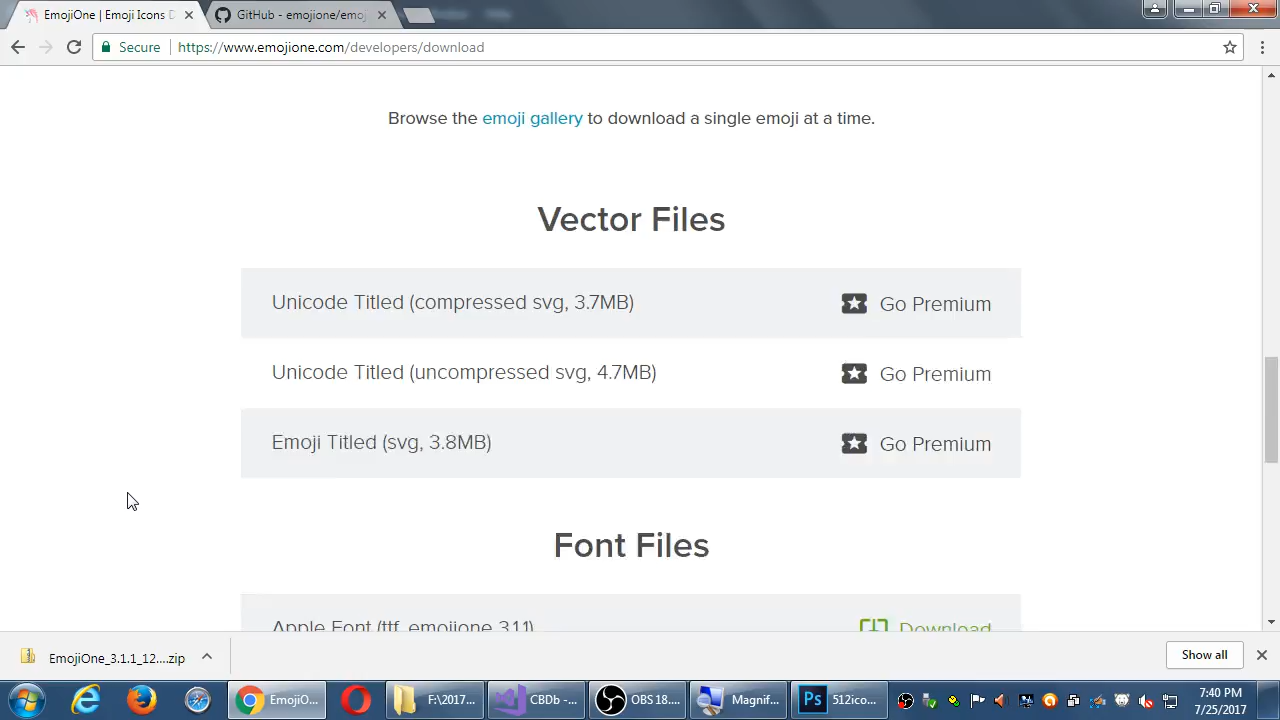 EmojiOne | Emoji Icons D
GitHub - emojione/emoj
Secure
https://www.emojione.com/developers/download
Browse the emoji gallery to download a single emoji at a time.
Vector Files
Unicode Titled (compressed svg, 3.7MB)
Go Premium
Unicode Titled (uncompressed svg, 4.7MB)
Go Premium
Emoji Titled (svg, 3.8MB)
Go Premium
Font Files
Apple Font (ttf, emojione 3.1.1)
Download
EmojiOne_3.1.1_12....zip
Show all
EmojiO...
F:\2017...
CBDb -...
OBS 18....
Magnif...
Ps
512ico...
7:40 PM
7/25/2017